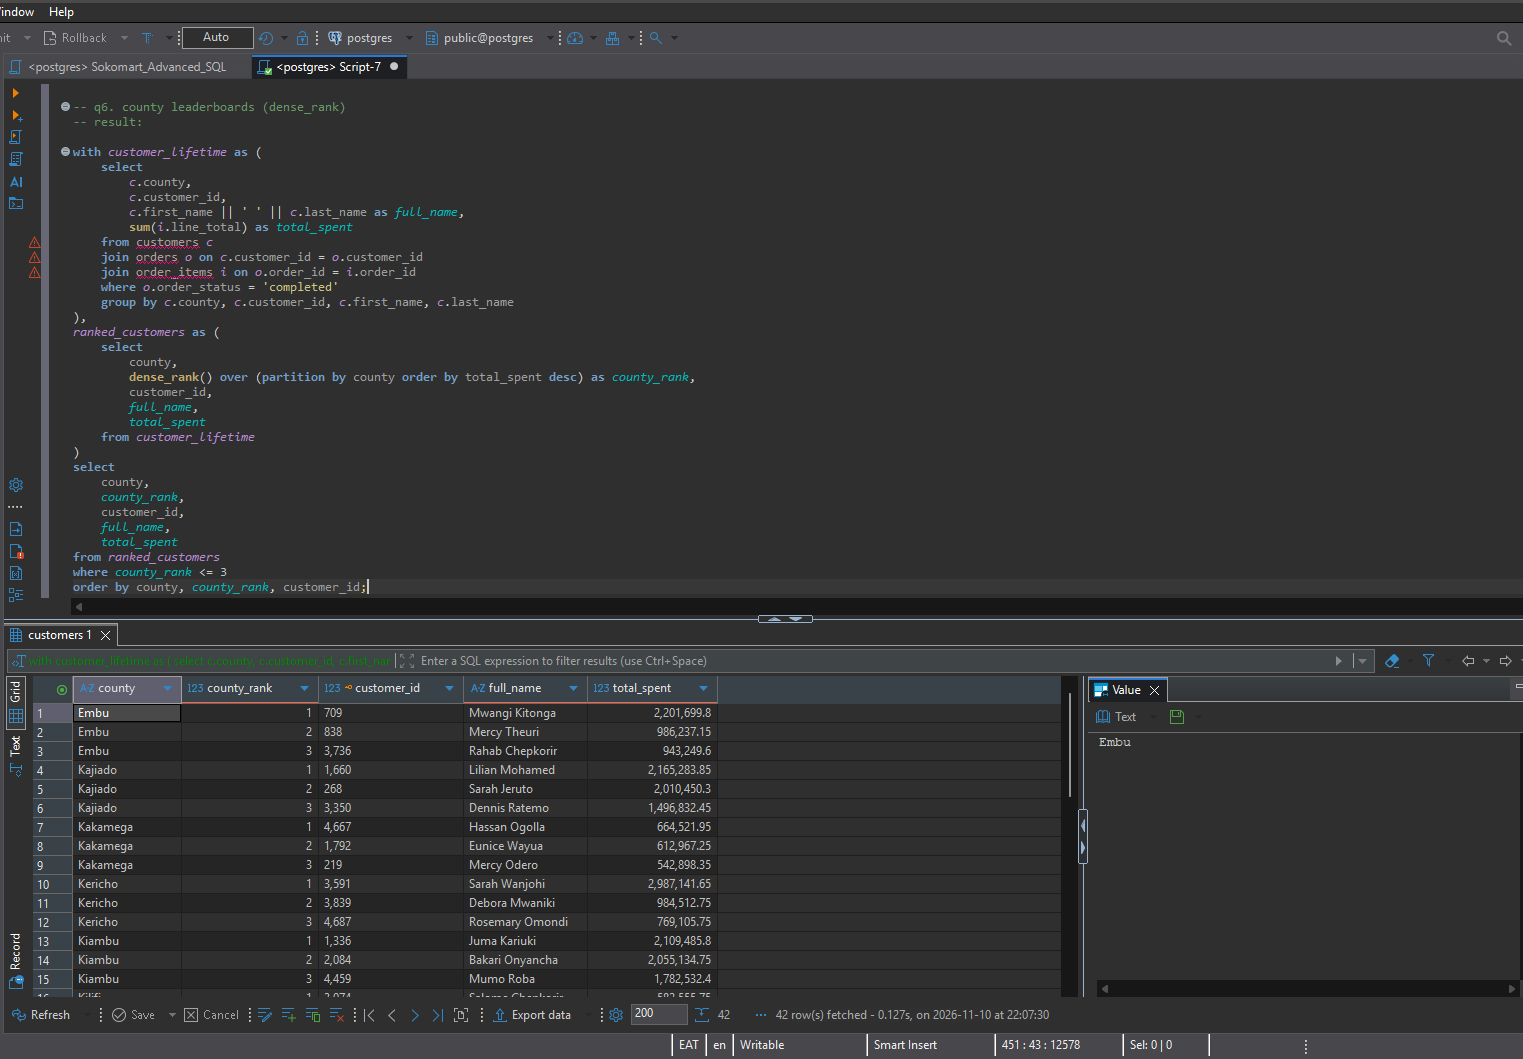 indow Help
it Rollback T Auto postgres public@postgres
<postgres> Sokomart_Advanced_SQL <postgres> Script-7
-- q6. county leaderboards (dense_rank)
-- result:
with customer_lifetime as (
select
c.county,
c.customer_id,
c.first_name || ' ' || c.last_name as full_name,
sum(i.line_total) as total_spent
from customers c
join orders o on c.customer_id = o.customer_id
join order_items i on o.order_id = i.order_id
where o.order_status = 'completed'
group by c.county, c.customer_id, c.first_name, c.last_name
),
ranked_customers as (
select
county,
dense_rank() over (partition by county order by total_spent desc) as county_rank,
customer_id,
full_name,
total_spent
from customer_lifetime
)
select
county,
county_rank,
customer_id,
full_name,
total_spent
from ranked_customers
where county_rank <= 3
order by county, county_rank, customer_id;
AI
customers 1
with customer_lifetime as ( select c.county, c.customer_id, c.first_nar Enter a SQL expression to filter results (use Ctrl+Space)
Grid
Text
Record
A-Z county 123 county_rank 123 customer_id A-Z full_name 123 total_spent
1 Embu 1 709 Mwangi Kitonga 2,201,699.8
2 Embu 2 838 Mercy Theuri 986,237.15
3 Embu 3 3,736 Rahab Chepkorir 943,249.6
4 Kajiado 1 1,660 Lilian Mohamed 2,165,283.85
5 Kajiado 2 268 Sarah Jeruto 2,010,450.3
6 Kajiado 3 3,350 Dennis Ratemo 1,496,832.45
7 Kakamega 1 4,667 Hassan Ogolla 664,521.95
8 Kakamega 2 1,792 Eunice Wayua 612,967.25
9 Kakamega 3 219 Mercy Odero 542,898.35
10 Kericho 1 3,591 Sarah Wanjohi 2,987,141.65
11 Kericho 2 3,839 Debora Mwaniki 984,512.75
12 Kericho 3 4,687 Rosemary Omondi 769,105.75
13 Kiambu 1 1,336 Juma Kariuki 2,109,485.8
14 Kiambu 2 2,084 Bakari Onyancha 2,055,134.75
15 Kiambu 3 4,459 Mumo Roba 1,782,532.4
Value
Text
Embu
Refresh Save Cancel Export data 200 42 42 row(s) fetched - 0.127s, on 2026-11-10 at 22:07:30
EAT en Writable Smart Insert 451 : 43 : 12578 Sel: 0 | 0